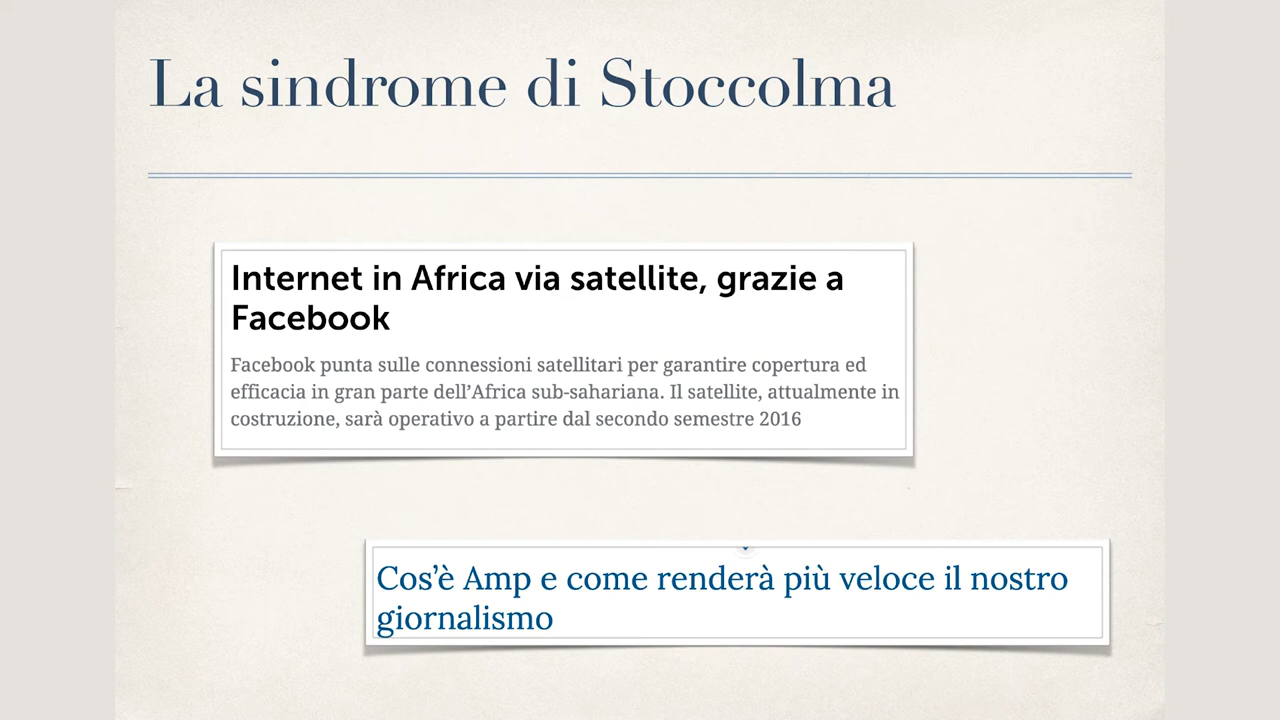 La sindrome di Stoccolma
Internet in Africa via satellite, grazie a
Facebook
Facebook punta sulle connessioni satellitari per garantire copertura ed
efficacia in gran parte dell’Africa sub-sahariana. Il satellite, attualmente in
costruzione, sarà operativo a partire dal secondo semestre 2016
Cos’è Amp e come renderà più veloce il nostro
giornalismo